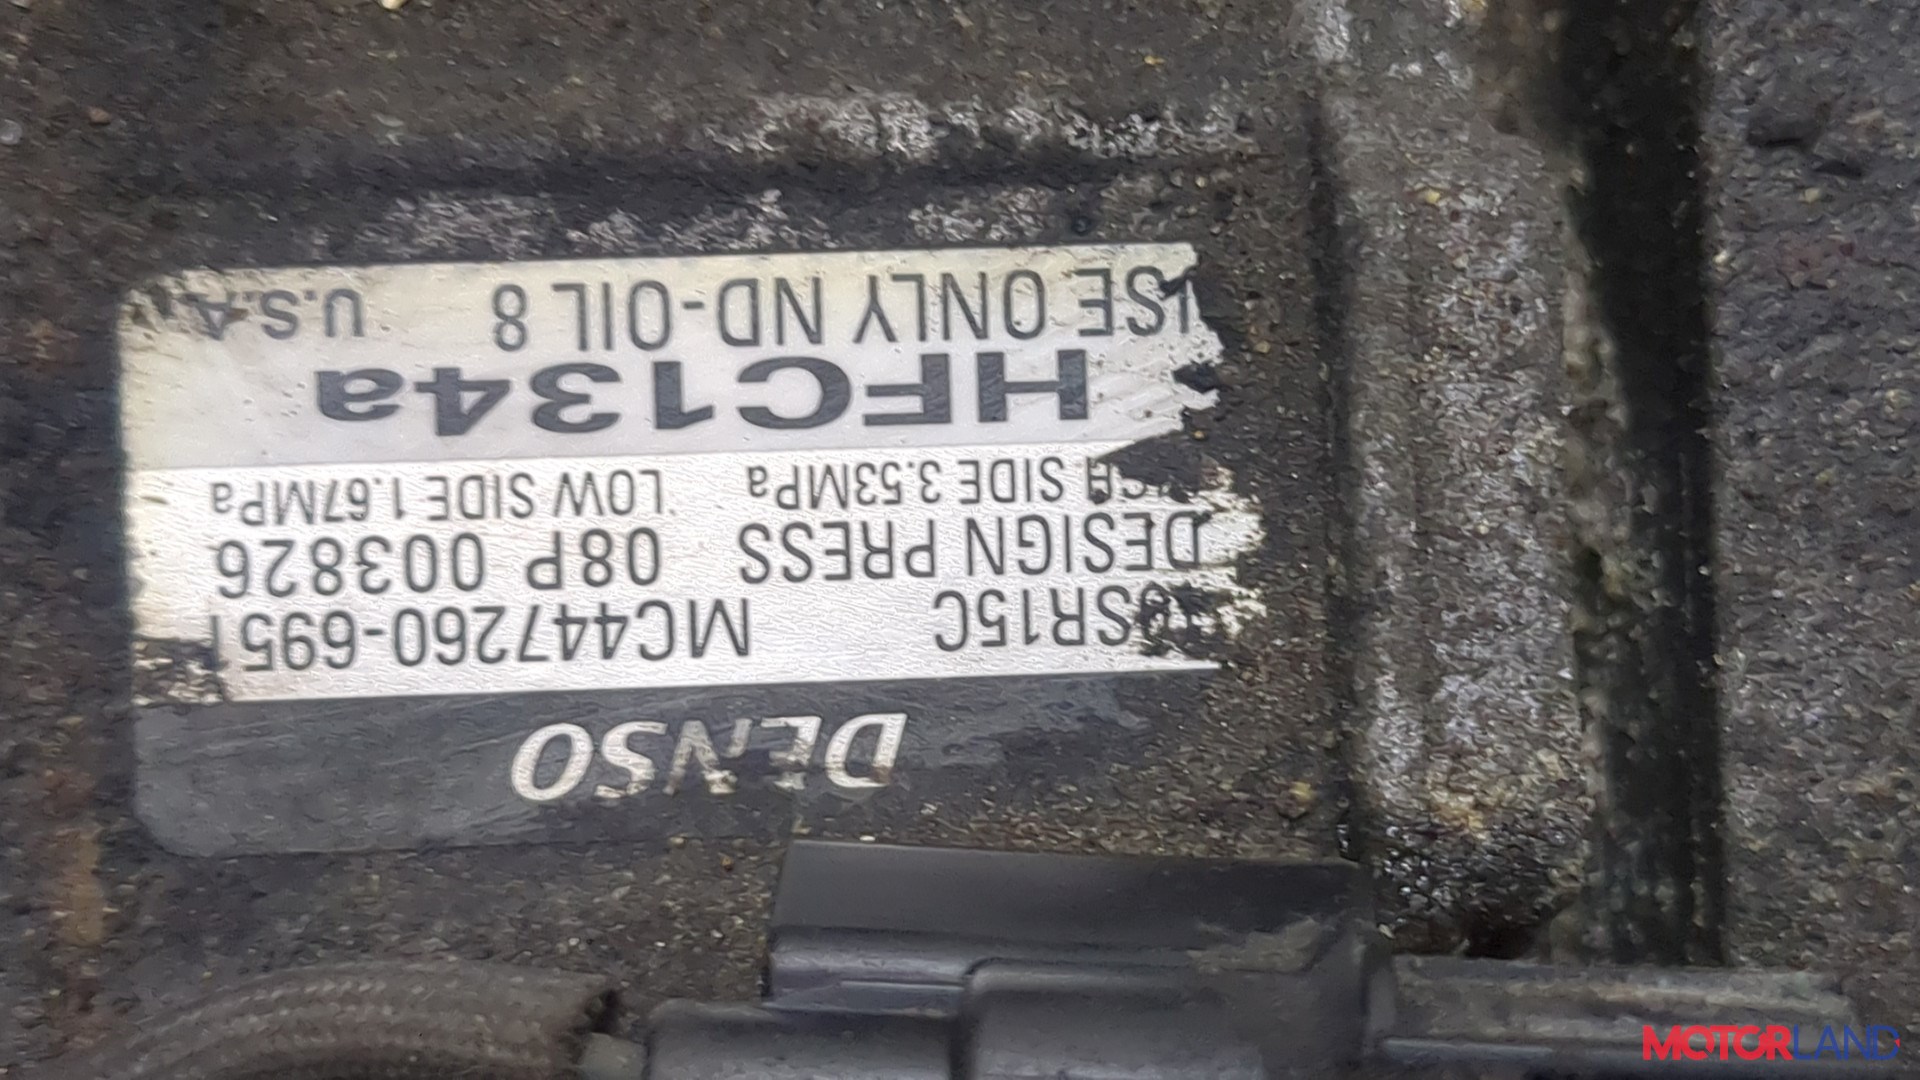 DENSO
SR15C MC447260-6951
DESIGN PRESS 08P 003826
SIDE 3.53MPa LOW SIDE 1.67MPa
HFC134a
SE ONLY ND-OIL 8 U.S.A.
MOTORLAND